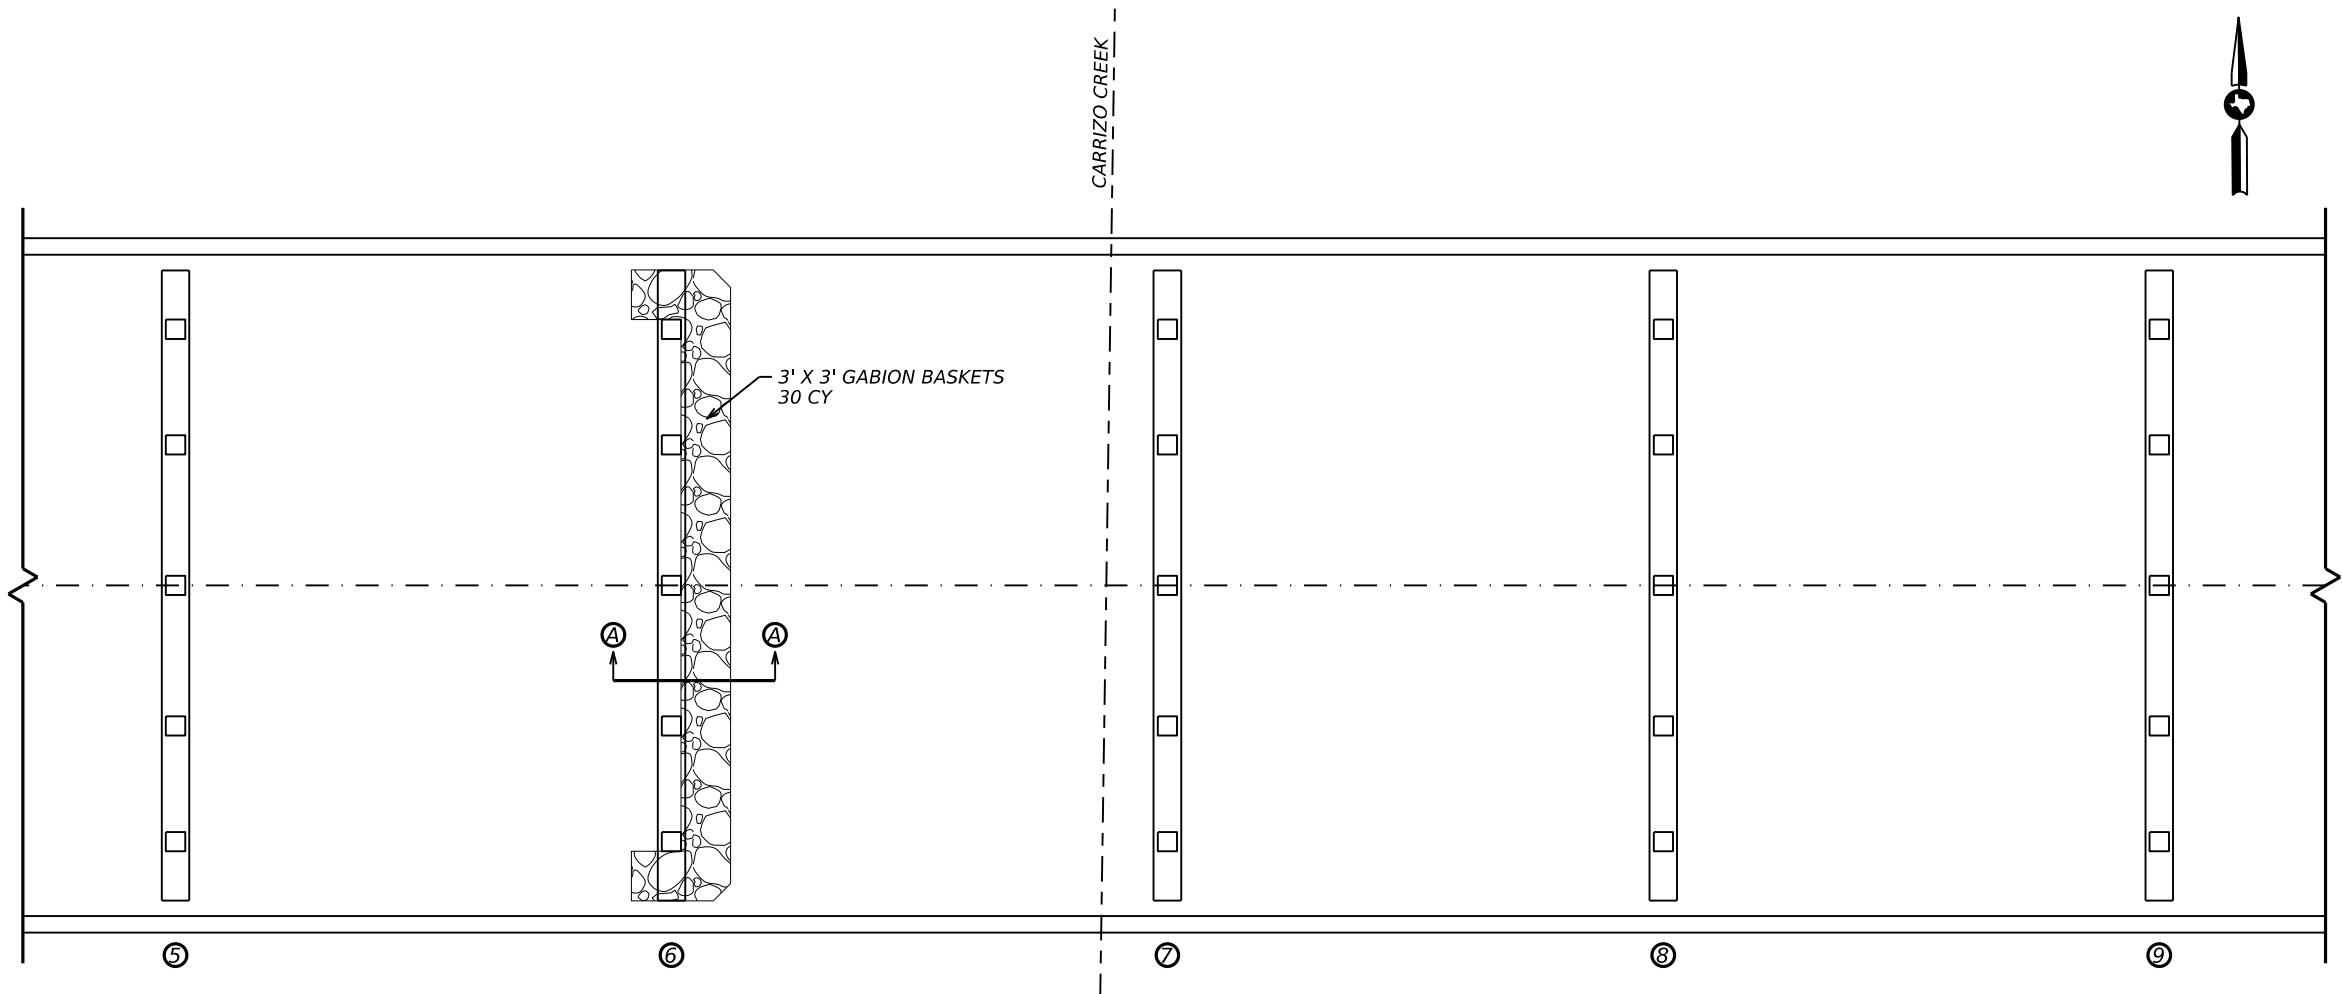 CARRIZO CREEK
3' X 3' GABION BASKETS
30 CY
A A
5 6 7 8 9